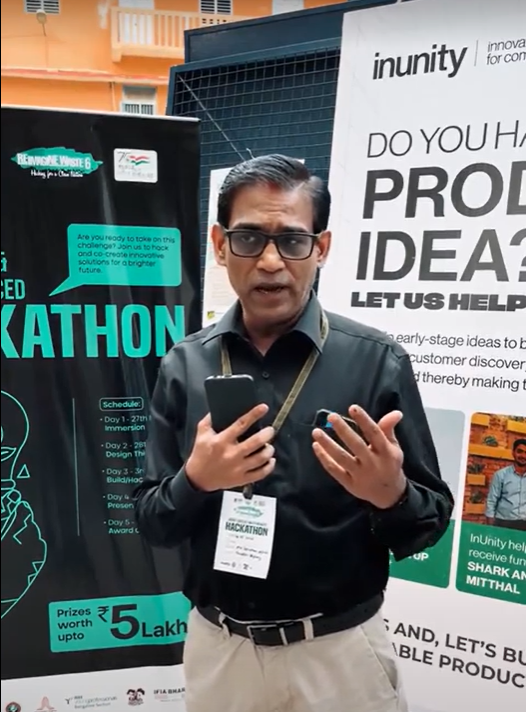 inunity
innova
for com
DO YOU HA
PROD
IDEA?
LET US HELP
early-stage ideas to b
customer discovery
d thereby making t
REIMAGINE WASTE 6
Hacking for a Clean Nation
Are you ready to take on this
challenge? Join us to hack
and co-create innovative
solutions for a brighter
future.
KATHON
Schedule:
Day 1 - 27th
Immersion
Day 2 - 28t
Design Thi
Day 3 - 3r
Build/Hac
Day 4
Presen
Day 5 -
Award
Prizes
worth
upto
₹5 Lakh
HACKATHON
InUnity help
receive fun
SHARK AN
MITTHAL
UP
AND, LET'S BU
ABLE PRODUC